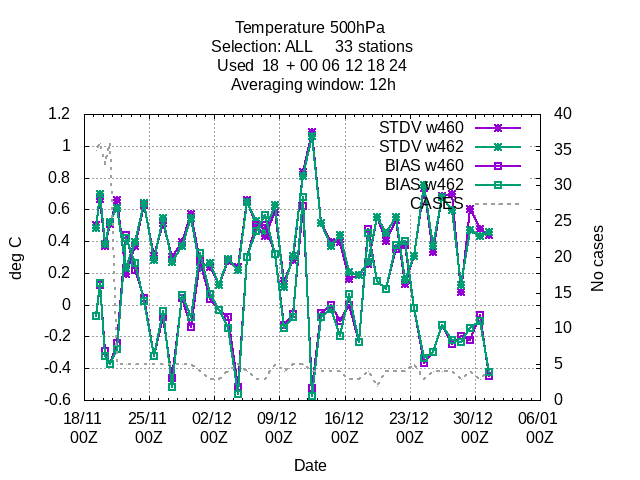 Temperature 500hPa
Selection: ALL 33 stations
Used 18 + 00 06 12 18 24
Averaging window: 12h
1.2
1
0.8
0.6
0.4
0.2
0
-0.2
-0.4
-0.6
deg C
STDV w460
STDV w462
BIAS w460
BIAS w462
CASES
40
35
30
25
20
15
10
5
0
No cases
18/11 25/11 02/12 09/12 16/12 23/12 30/12 06/01
00Z 00Z 00Z 00Z 00Z 00Z 00Z 00Z
Date